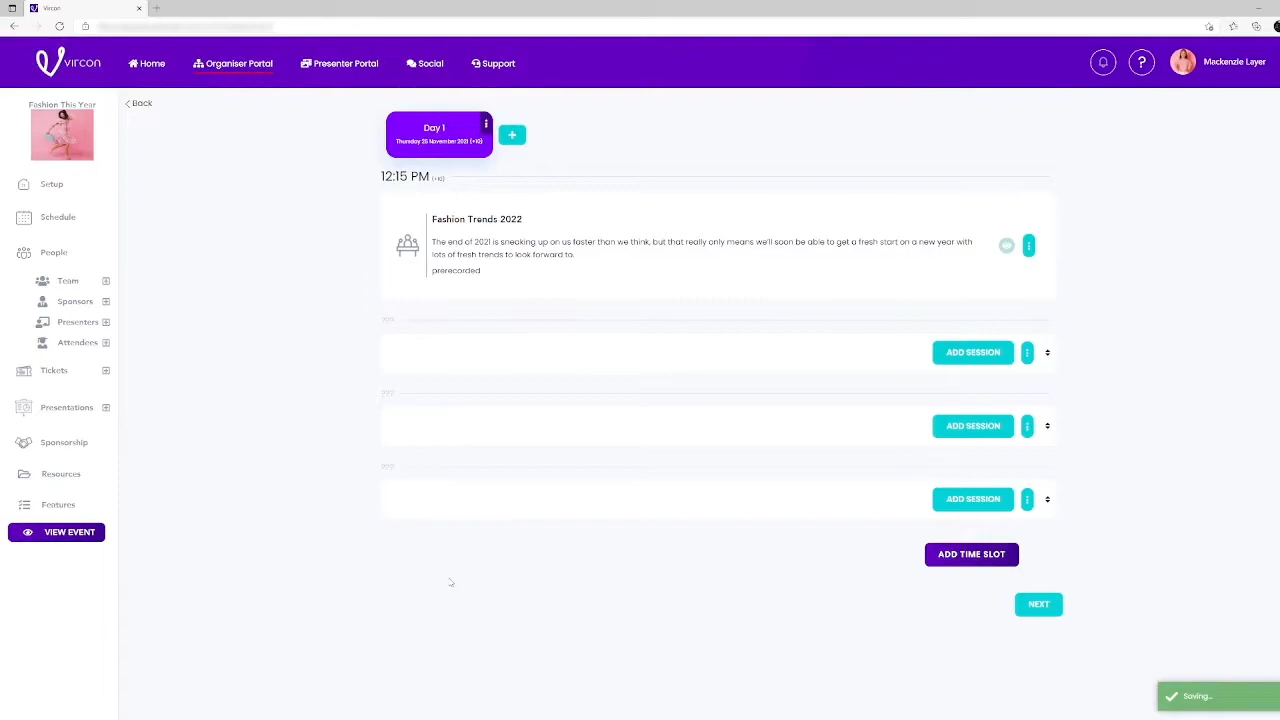 Vircon
vircon
Home
Organiser Portal
Presenter Portal
Social
Support
?
Mackenzie Layer
Fashion This Year
Back
Setup
Schedule
People
Team
Sponsors
Presenters
Attendees
Tickets
Presentations
Sponsorship
Resources
Features
VIEW EVENT
Day 1
Thursday 25 November 2021 (+10)
+
12:15 PM (+10)
Fashion Trends 2022
The end of 2021 is sneaking up on us faster than we think, but that really only means we'll soon be able to get a fresh start on a new year with
lots of fresh trends to look forward to.
prerecorded
???
ADD SESSION
???
ADD SESSION
???
ADD SESSION
ADD TIME SLOT
NEXT
Saving...